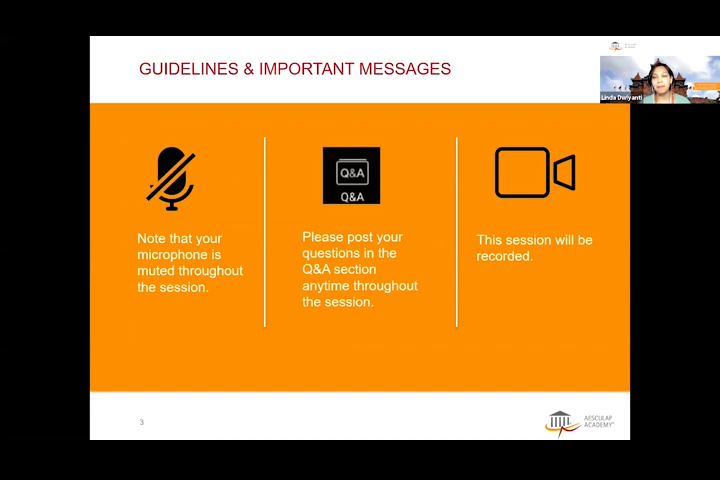 GUIDELINES & IMPORTANT MESSAGES
Linda Dwiyanti
Q&A
Q&A
Note that your
microphone is
muted throughout
the session.
Please post your
questions in the
Q&A section
anytime throughout
the session.
This session will be
recorded.
3
AESCULAP
ACADEMY®